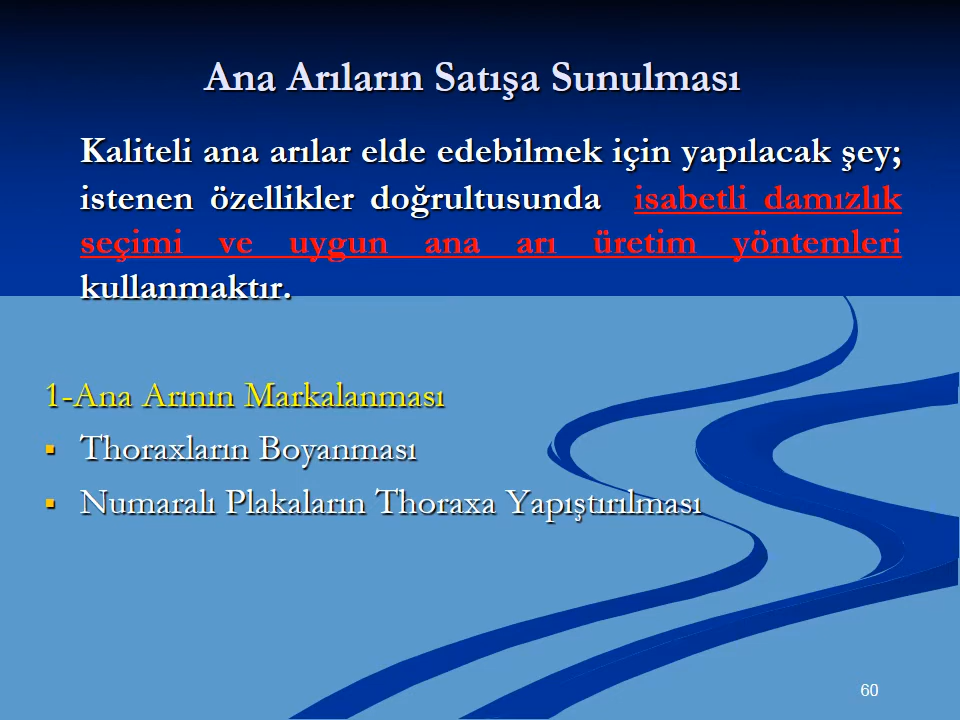 Ana Arıların Satışa Sunulması
Kaliteli ana arılar elde edebilmek için yapılacak şey;
istenen özellikler doğrultusunda isabetli damızlık
seçimi ve uygun ana arı üretim yöntemleri
kullanmaktır.
1-Ana Arının Markalanması
▪ Thoraxların Boyanması
▪ Numaralı Plakaların Thoraxa Yapıştırılması
60